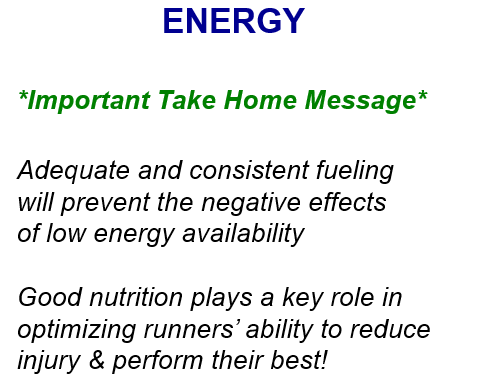 ENERGY
*Important Take Home Message*
Adequate and consistent fueling
will prevent the negative effects
of low energy availability
Good nutrition plays a key role in
optimizing runners’ ability to reduce
injury & perform their best!